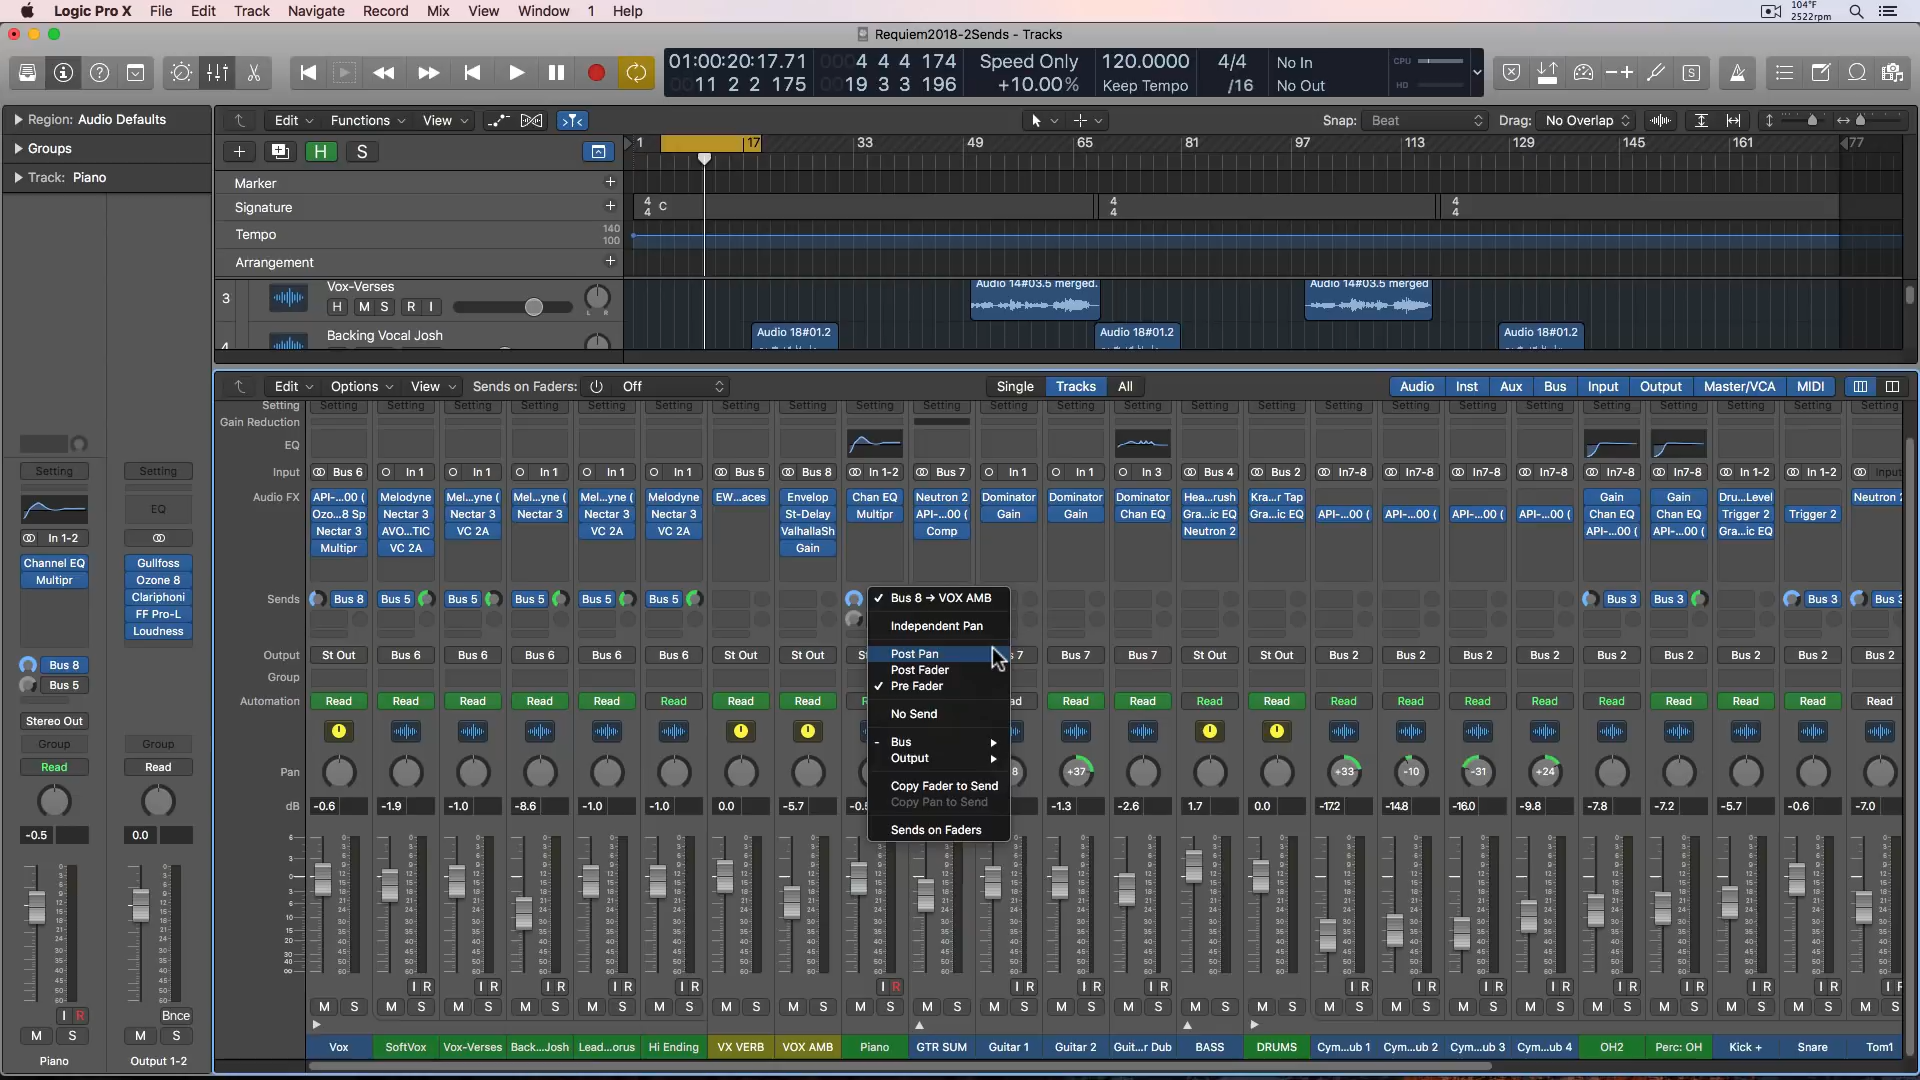 Logic Pro X File Edit Track Navigate Record Mix View Window 1 Help 104°F 2522rpm
Requiem2018-2Sends - Tracks
01:00:20:17.71 4 4 4 174 Speed Only 120.0000 4/4 No In CPU
11 2 2 175 19 3 3 196 +10.00% Keep Tempo /16 No Out HD
Region: Audio Defaults
Groups
Track: Piano
Edit Functions View Snap: Beat Drag: No Overlap
H S 1 17 33 49 65 81 97 113 129 145 161 177
Marker +
Signature + 4/4 C 4/4 4/4
Tempo 140 100
Arrangement +
3 Vox-Verses Audio 14#03.5 merged. Audio 14#03.5 merged
H M S R I L R
4 Backing Vocal Josh Audio 18#01.2 Audio 18#01.2 Audio 18#01.2
Edit Options View Sends on Faders: Off Single Tracks All Audio Inst Aux Bus Input Output Master/VCA MIDI
Setting Setting Setting Setting Setting Setting Setting Setting Setting Setting Setting Setting Setting Setting Setting Setting Setting Setting Setting Setting Setting Setting Setting Setting Setting
Gain Reduction
EQ
Input Bus 6 In 1 In 1 In 1 In 1 In 1 Bus 5 Bus 8 In 1-2 Bus 7 In 1 In 1 In 3 Bus 4 Bus 2 In7-8 In7-8 In7-8 In7-8 In7-8 In7-8 In 1-2 In 1-2 Input
Audio FX API-...00 ( Melodyne Mel...yne ( Mel...yne ( Mel...yne ( Melodyne EW...aces Envelop Chan EQ Neutron 2 Dominator Dominator Dominator Hea...rush Kra...r Tap Gain Gain Dru...Level Neutron 2
Ozo...8 Sp Nectar 3 Nectar 3 Nectar 3 Nectar 3 Nectar 3 St-Delay Multipr API-...00 ( Gain Gain Chan EQ Gra...ic EQ Gra...ic EQ API-...00 ( API-...00 ( API-...00 ( API-...00 ( Chan EQ Chan EQ Trigger 2 Trigger 2
Nectar 3 AVO...TIC VC 2A VC 2A VC 2A ValhallaSh Comp Neutron 2 API-...00 ( API-...00 ( Gra...ic EQ
Multipr VC 2A Gain
Sends Bus 8 Bus 5 Bus 5 Bus 5 Bus 5 Bus 5 Bus 3 Bus 3 Bus 3 Bus 3
Output St Out Bus 6 Bus 6 Bus 6 Bus 6 Bus 6 St Out St Out Bus 7 Bus 7 St Out St Out Bus 2 Bus 2 Bus 2 Bus 2 Bus 2 Bus 2 Bus 2 Bus 2 Bus 2
Group
Automation Read Read Read Read Read Read Read Read Read Read Read Read Read Read Read Read Read Read Read Read Read
Pan +37 +33 -10 -31 +24
dB -0.6 -1.9 -1.0 -8.6 -1.0 -1.0 0.0 -5.7 -1.3 -2.6 1.7 0.0 -17.2 -14.8 -16.0 -9.8 -7.8 -7.2 -5.7 -0.6 -7.0
✓ Bus 8 → VOX AMB
Independent Pan
Post Pan
Post Fader
✓ Pre Fader
No Send
- Bus
Output
Copy Fader to Send
Copy Pan to Send
Sends on Faders
Setting Setting
EQ
In 1-2
Channel EQ Gullfoss
Multipr Ozone 8
Clariphoni
FF Pro-L
Loudness
Bus 8
Bus 5
Stereo Out
Group Group
Read Read
-0.5 0.0
I R Bnce
M S M S
Piano Output 1-2
I R I R I R I R I R I R I R I R I R I R I R I R I R I R I R I R I R
M S M S M S M S M S M S M S M S M S M S M S M S M S M S M S M S M S M S M S M S M S M S M S M S
Vox SoftVox Vox-Verses Back...Josh Lead...orus Hi Ending VX VERB VOX AMB Piano GTR SUM Guitar 1 Guitar 2 Guit...r Dub BASS DRUMS Cym...ub 1 Cym...ub 2 Cym...ub 3 Cym...ub 4 OH2 Perc: OH Kick + Snare Tom1